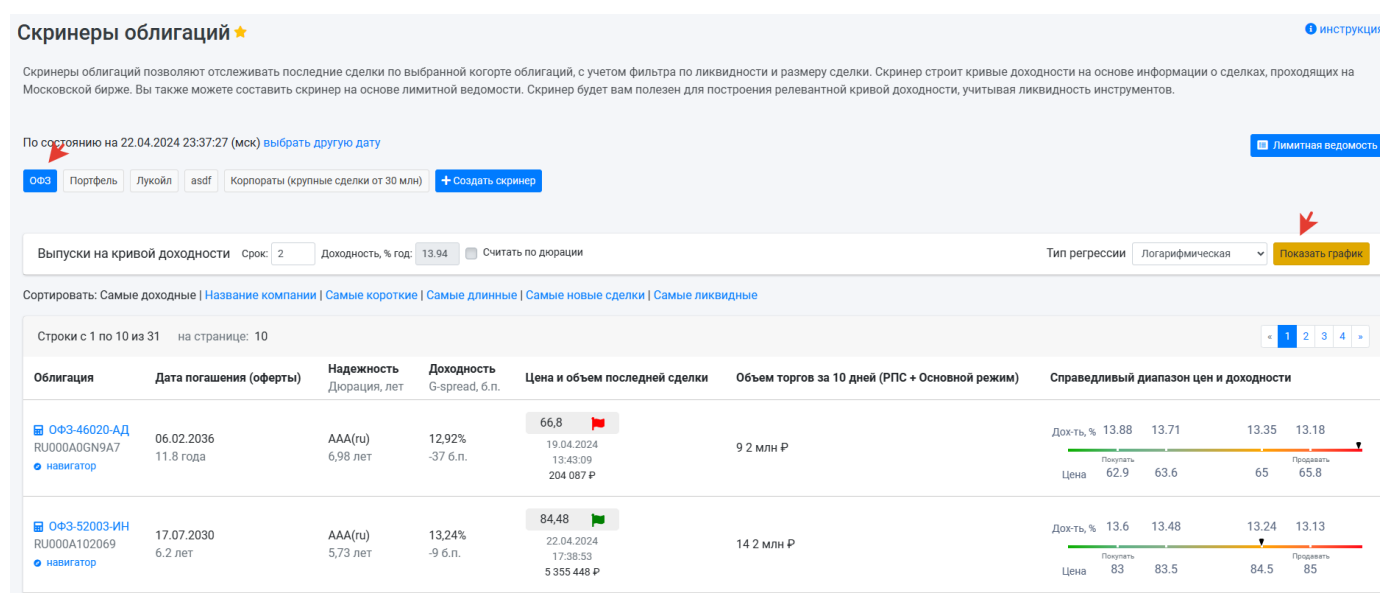 Скринеры облигаций
инструкция
Скринеры облигаций позволяют отслеживать последние сделки по выбранной когорте облигаций, с учетом фильтра по ликвидности и размеру сделки. Скринер строит кривые доходности на основе информации о сделках, проходящих на
Московской бирже. Вы также можете составить скринер на основе лимитной ведомости. Скринер будет вам полезен для построения релевантной кривой доходности, учитывая ликвидность инструментов.
По состоянию на 22.04.2024 23:37:27 (мск) выбрать другую дату
Лимитная ведомость
ОФЗ Портфель Лукойл asdf Корпораты (крупные сделки от 30 млн) + Создать скринер
Выпуски на кривой доходности Срок: 2 Доходность, % год: 13.94 Считать по дюрации Тип регрессии Логарифмическая Показать график
Сортировать: Самые доходные | Название компании | Самые короткие | Самые длинные | Самые новые сделки | Самые ликвидные
Строки с 1 по 10 из 31 на странице: 10 « 1 2 3 4 »
Облигация Дата погашения (оферты) Надежность Доходность Цена и объем последней сделки Объем торгов за 10 дней (РПС + Основной режим) Справедливый диапазон цен и доходности
Дюрация, лет G-spread, б.п.
ОФЗ-46020-АД 06.02.2036 AAA(ru) 12,92% 66,8 9 2 млн ₽ Дох-ть, % 13.88 13.71 13.35 13.18
RU000A0GN9A7 11.8 года 6,98 лет -37 б.п. 19.04.2024
навигатор 13:43:09 Покупать Продавать
204 087 ₽ Цена 62.9 63.6 65 65.8
ОФЗ-52003-ИН 17.07.2030 AAA(ru) 13,24% 84,48 14 2 млн ₽ Дох-ть, % 13.6 13.48 13.24 13.13
RU000A102069 6.2 лет 5,73 лет -9 б.п. 22.04.2024
навигатор 17:38:53 Покупать Продавать
5 355 448 ₽ Цена 83 83.5 84.5 85